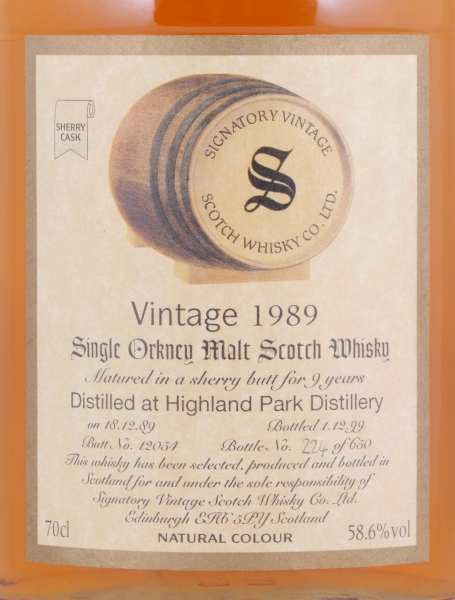 SHERRY
CASK
SIGNATORY VINTAGE
S
SCOTCH WHISKY CO. LTD.
Vintage 1989
Single Orkney Malt Scotch Whisky
Matured in a sherry butt for 9 years
Distilled at Highland Park Distillery
on 18.12.89 Bottled 1.12.99
Butt No. 12054 Bottle No. 224 of 630
This whisky has been selected, produced and bottled in
Scotland for and under the sole responsibility of
Signatory Vintage Scotch Whisky Co. Ltd.
Edinburgh EH6 5PY Scotland
70cl NATURAL COLOUR 58.6%vol